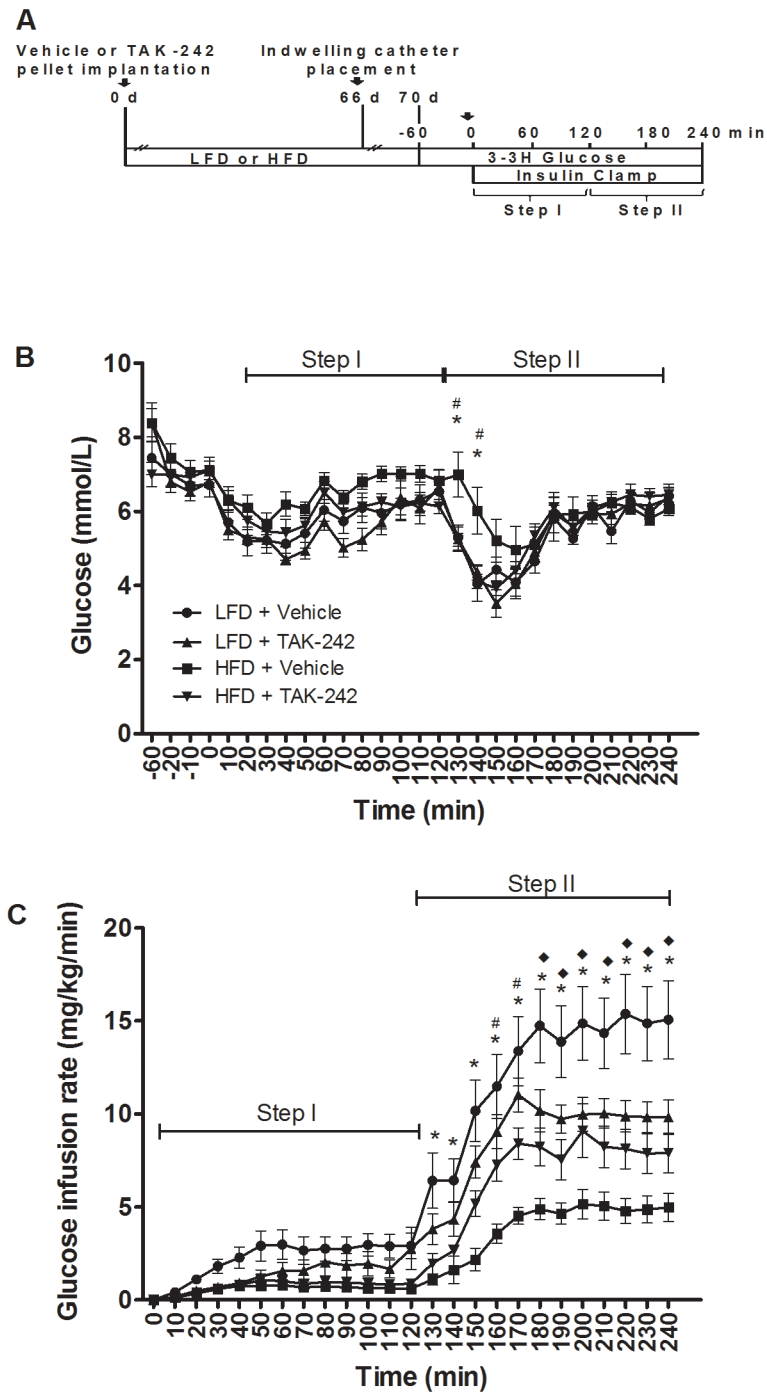 A
Vehicle or TAK -242 Indwelling catheter
pellet implantation placement
0 d 66 d 70 d
-60 0 60 120 180 240 min
LFD or HFD 3-3H Glucose
Insulin Clamp
Step I Step II
B
Step I Step II
10
8
6
4
2
0
Glucose (mmol/L)
# #
* *
LFD + Vehicle
LFD + TAK-242
HFD + Vehicle
HFD + TAK-242
-60 -20 -10 0 10 20 30 40 50 60 70 80 90 100 110 120 130 140 150 160 170 180 190 200 210 220 230 240
Time (min)
C
Step II
Step I
20
15
10
5
0
Glucose infusion rate (mg/kg/min)
◆ ◆ ◆ ◆ ◆ ◆ ◆
# #
* * * * * * * * * * * *
0 10 20 30 40 50 60 70 80 90 100 110 120 130 140 150 160 170 180 190 200 210 220 230 240
Time (min)